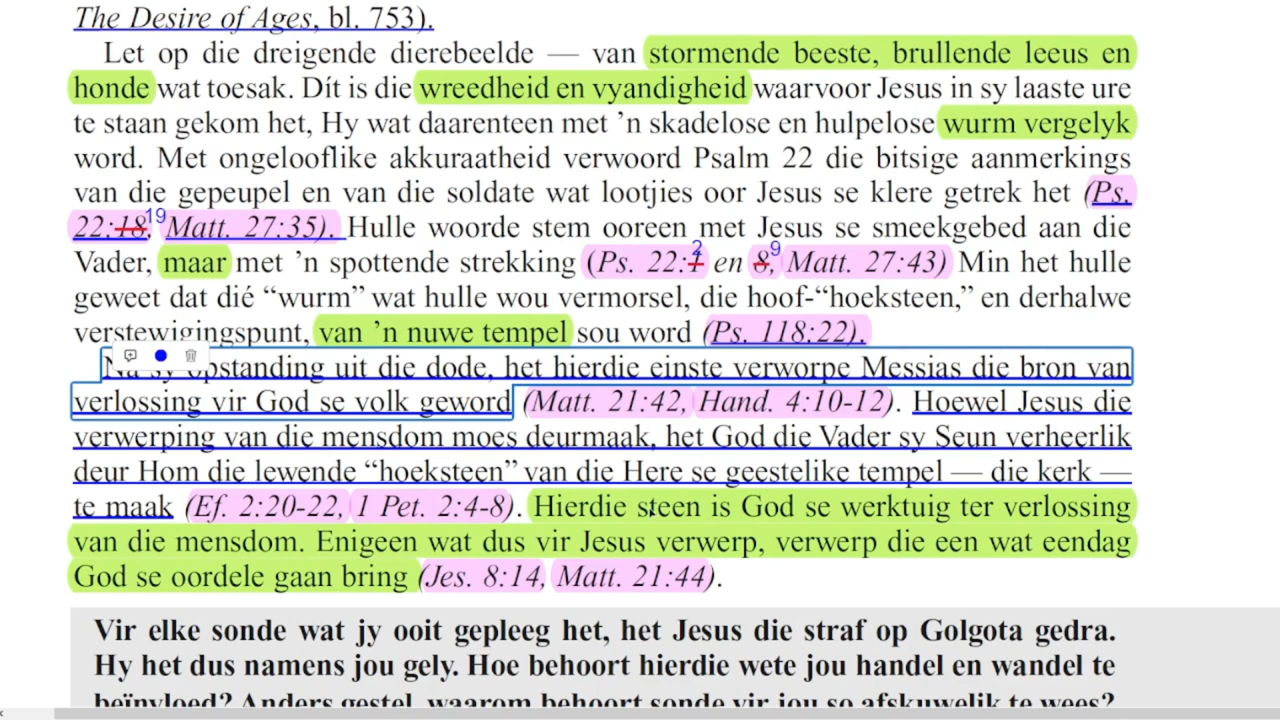 The Desire of Ages, bl. 753).
Let op die dreigende dierebeelde — van stormende beeste, brullende leeus en
honde wat toesak. Dít is die wreedheid en vyandigheid waarvoor Jesus in sy laaste ure
te staan gekom het, Hy wat daarenteen met ’n skadelose en hulpelose wurm vergelyk
word. Met ongelooflike akkuraatheid verwoord Psalm 22 die bitsige aanmerkings
van die gepeupel en van die soldate wat lootjies oor Jesus se klere getrek het (Ps.
22:18, 19 Matt. 27:35). Hulle woorde stem ooreen met Jesus se smeekgebed aan die
Vader, maar met ’n spottende strekking (Ps. 22:1 2 en 8, 9 Matt. 27:43) Min het hulle
geweet dat dié “wurm” wat hulle wou vermorsel, die hoof-“hoeksteen,” en derhalwe
verstewigingspunt, van ’n nuwe tempel sou word (Ps. 118:22).
Na sy opstanding uit die dode, het hierdie einste verworpe Messias die bron van
verlossing vir God se volk geword (Matt. 21:42, Hand. 4:10-12). Hoewel Jesus die
verwerping van die mensdom moes deurmaak, het God die Vader sy Seun verheerlik
deur Hom die lewende “hoeksteen” van die Here se geestelike tempel — die kerk —
te maak (Ef. 2:20-22, 1 Pet. 2:4-8). Hierdie steen is God se werktuig ter verlossing
van die mensdom. Enigeen wat dus vir Jesus verwerp, verwerp die een wat eendag
God se oordele gaan bring (Jes. 8:14, Matt. 21:44).
Vir elke sonde wat jy ooit gepleeg het, het Jesus die straf op Golgota gedra.
Hy het dus namens jou gely. Hoe behoort hierdie wete jou handel en wandel te
beïnvloed? Anders gestel, waarom behoort sonde vir jou so afskuwelik te wees?